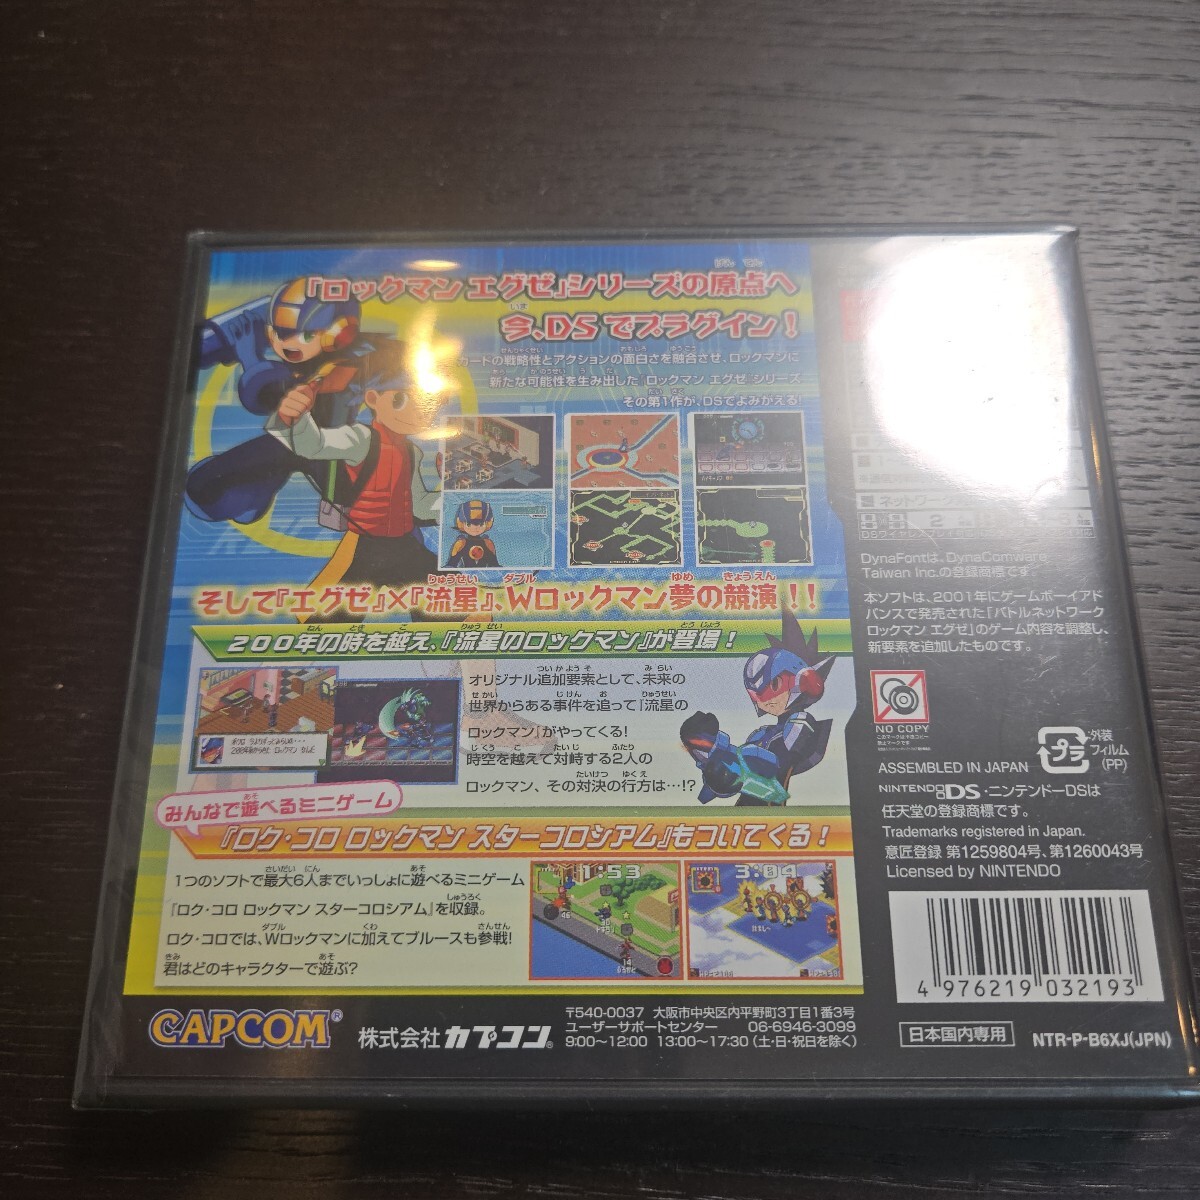 『ロックマン エグゼ』シリーズの原点へ
今、DSでプラグイン！
カードの戦略性とアクションの面白さを融合させ、ロックマンに
新たな可能性を生み出した『ロックマン エグゼ』シリーズ
その第1作が、DSでよみがえる!
そして『エグゼ』×『流星』、Wロックマン夢の競演！！
200年の時を越え、『流星のロックマン』が登場！
オリジナル追加要素として、未来の
世界からある事件を追って『流星の
ロックマン』がやってくる!
時空を越えて対峙する2人の
ロックマン、その対決の行方は…!?
みんなで遊べるミニゲーム
『ロク・コロ ロックマン スターコロシアム』もついてくる！
1つのソフトで最大6人までいっしょに遊べるミニゲーム
『ロク・コロ ロックマン スターコロシアム』を収録。
ロク・コロでは、Wロックマンに加えてブルースも参戦!
君はどのキャラクターで遊ぶ?
1:53
3:04
DynaFontは、DynaComware
Taiwan Inc.の登録商標です。
本ソフトは、2001年にゲームボーイアド
バンスで発売された「バトルネットワーク
ロックマン エグゼ」のゲーム内容を調整し、
新要素を追加したものです。
NO COPY
プラ
外装
フィルム
(PP)
ASSEMBLED IN JAPAN
NINTENDO DS・ニンテンドーDSは
任天堂の登録商標です。
Trademarks registered in Japan.
意匠登録 第1259804号、第1260043号
Licensed by NINTENDO
4 976219 032193
日本国内専用
NTR-P-B6XJ(JPN)
CAPCOM®
株式会社 カプコン®
〒540-0037 大阪市中央区内平野町3丁目1番3号
ユーザーサポートセンター 06-6946-3099
9:00～12:00 13:00～17:30 (土・日・祝日を除く)